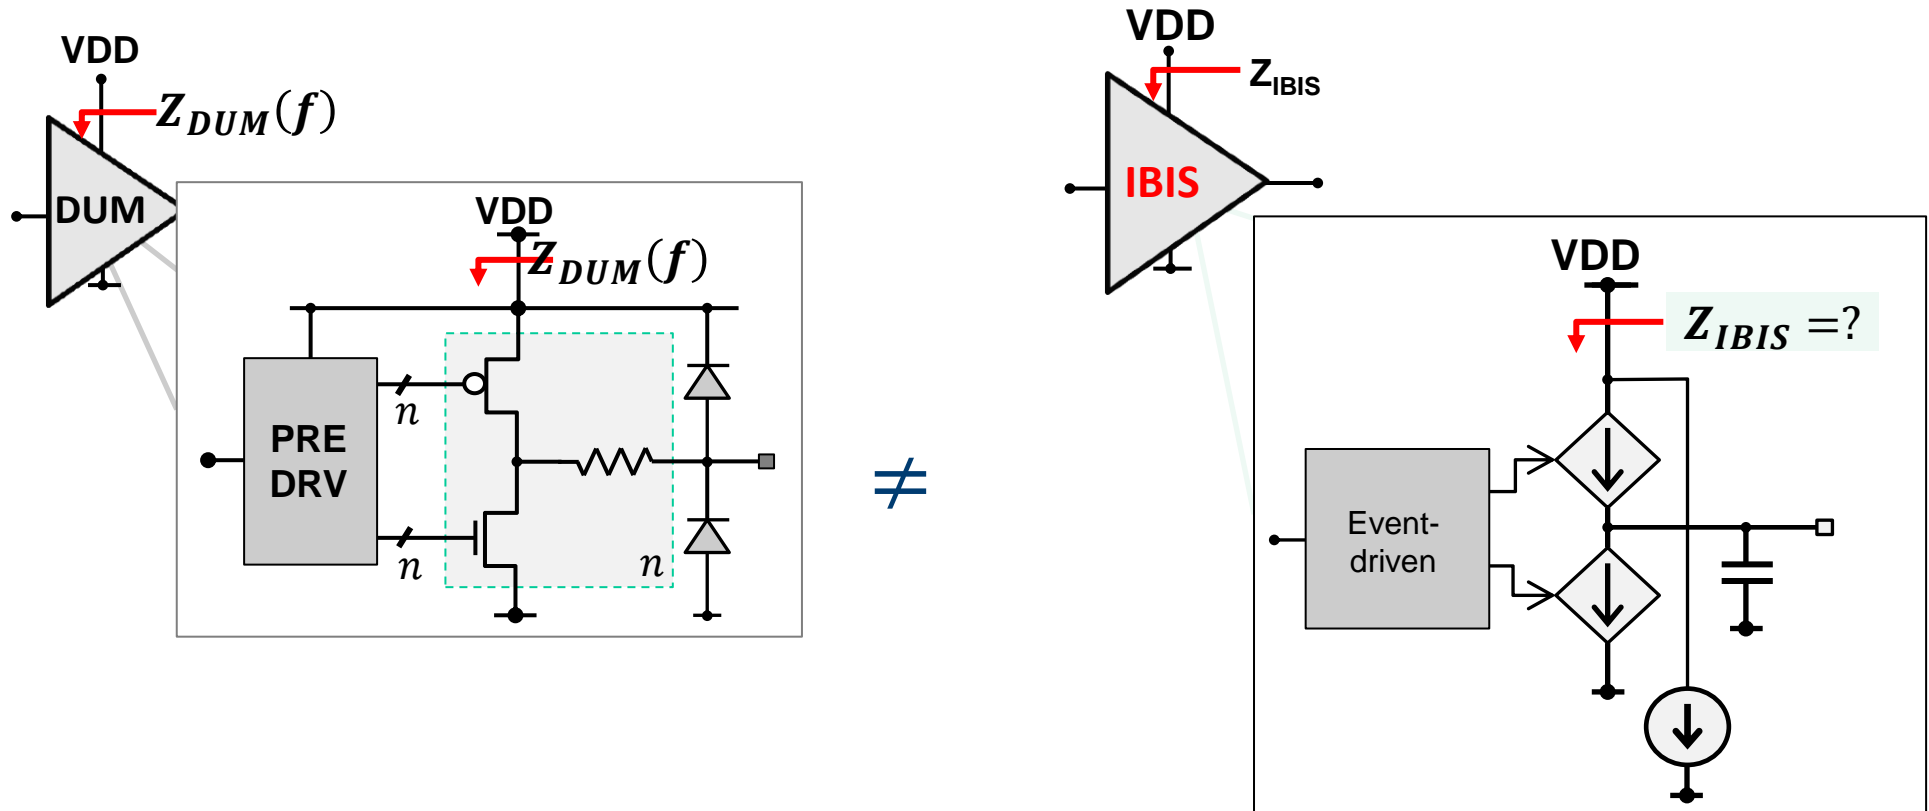 VDD
Z_DUM(f)
DUM
VDD
Z_DUM(f)
PRE
DRV
n
n
n
≠
VDD
Z_IBIS
IBIS
VDD
Z_IBIS =?
Event-
driven